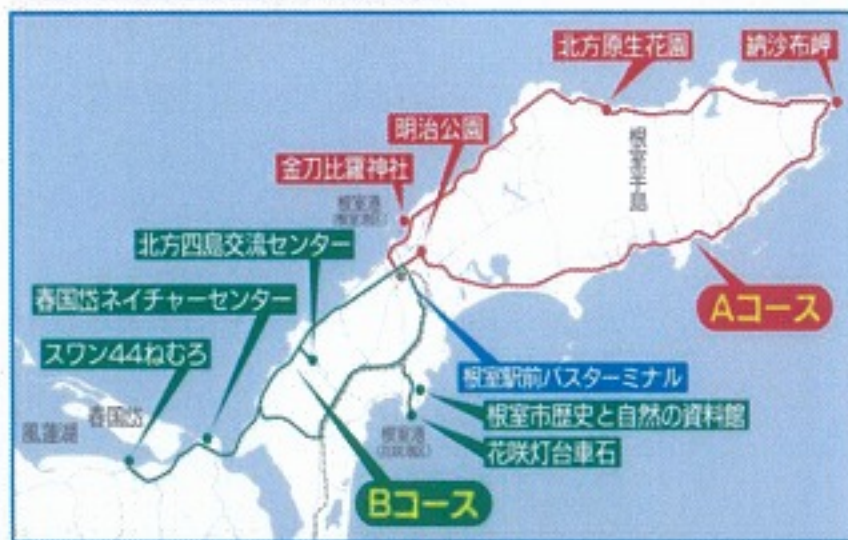 北方原生花園
納沙布岬
明治公園
金刀比羅神社
根室半島
根室港
(根室港区)
北方四島交流センター
春国岱ネイチャーセンター
Aコース
スワン44ねむろ
根室駅前バスターミナル
春国岱
風蓮湖
根室市歴史と自然の資料館
根室港
(花咲港区)
花咲灯台車石
Bコース